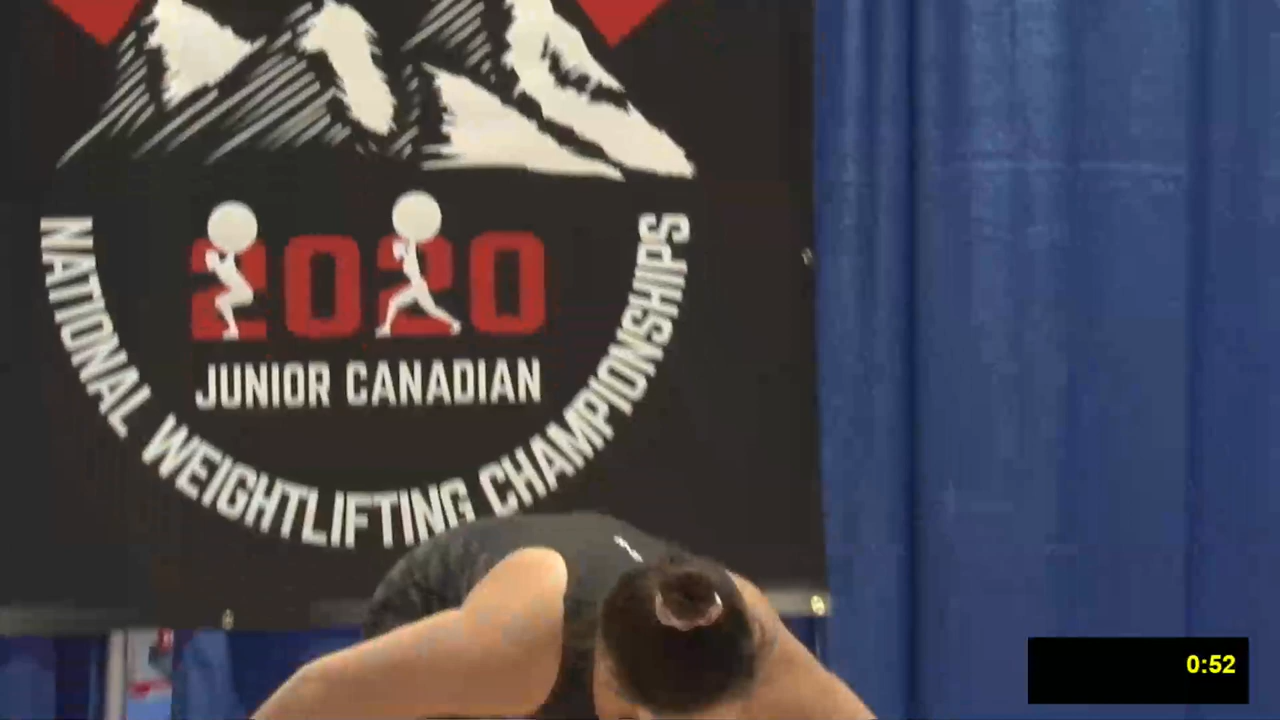 2020
JUNIOR CANADIAN
NATIONAL WEIGHTLIFTING CHAMPIONSHIPS
0:52